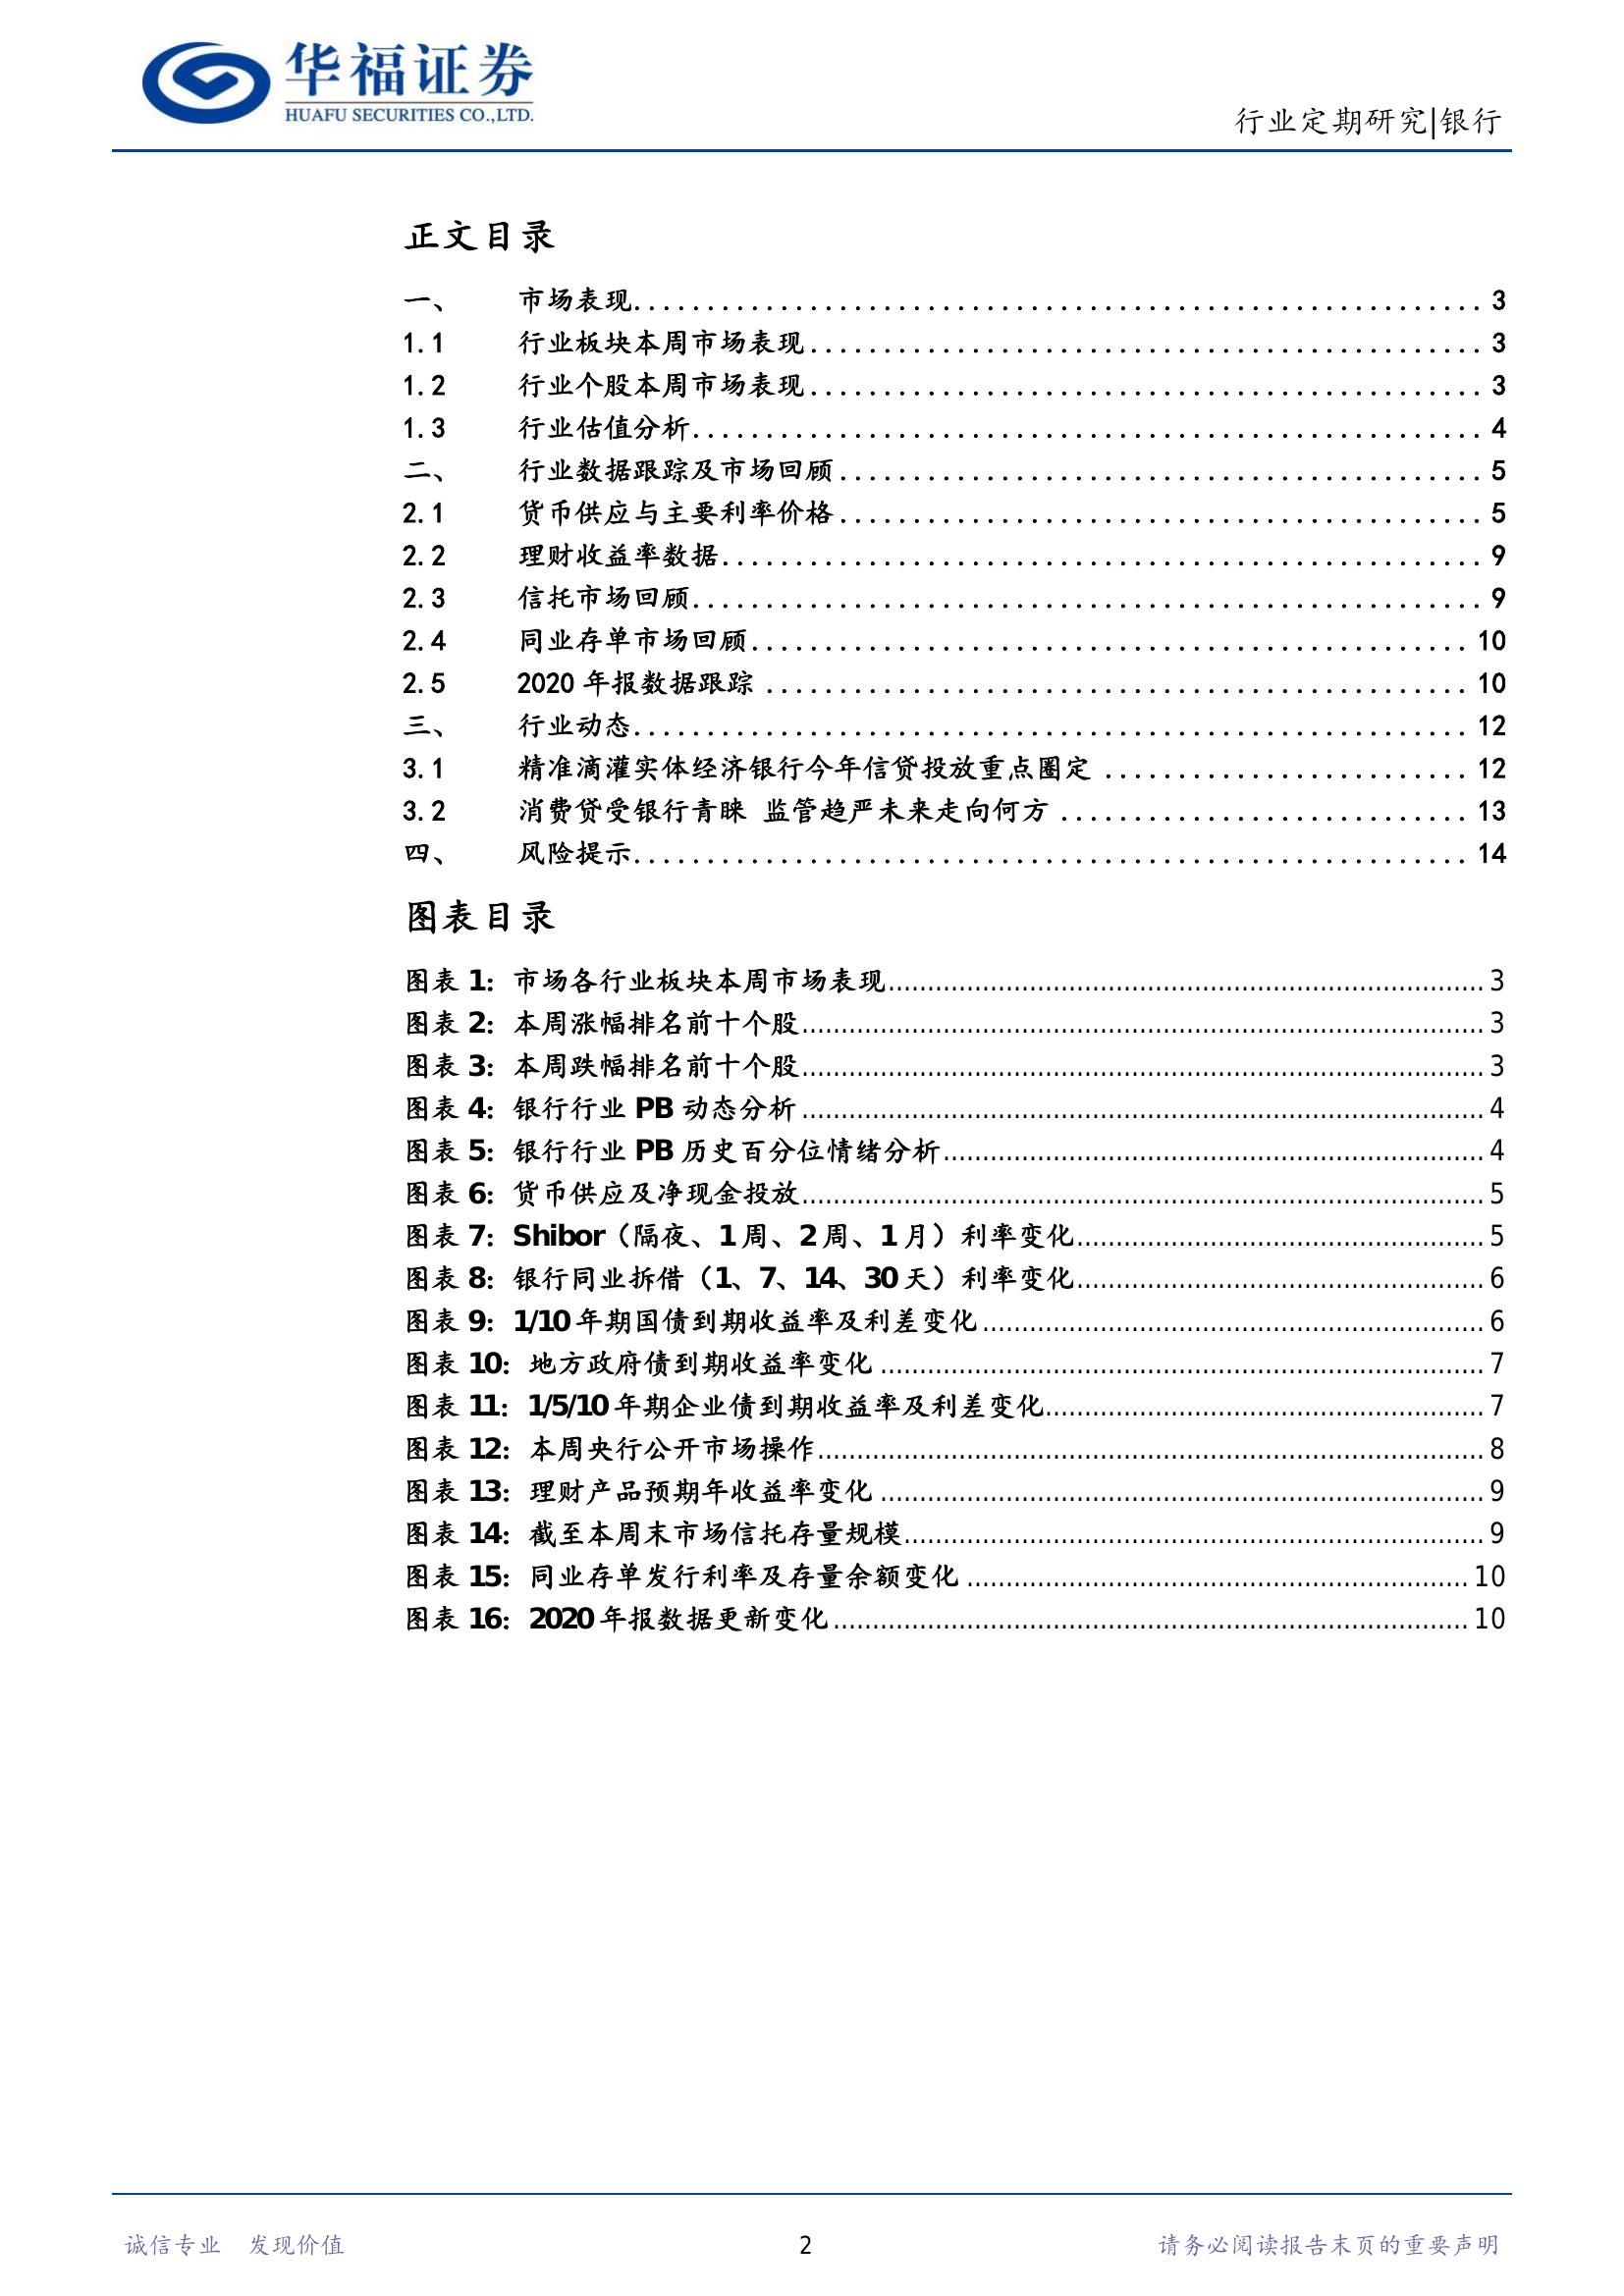 华福证券
HUAFU SECURITIES CO.,LTD.
行业定期研究|银行
正文目录
一、 市场表现 3
1.1 行业板块本周市场表现 3
1.2 行业个股本周市场表现 3
1.3 行业估值分析 4
二、 行业数据跟踪及市场回顾 5
2.1 货币供应与主要利率价格 5
2.2 理财收益率数据 9
2.3 信托市场回顾 9
2.4 同业存单市场回顾 10
2.5 2020 年报数据跟踪 10
三、 行业动态 12
3.1 精准滴灌实体经济银行今年信贷投放重点圈定 12
3.2 消费贷受银行青睐 监管趋严未来走向何方 13
四、 风险提示 14
图表目录
图表 1：市场各行业板块本周市场表现 3
图表 2：本周涨幅排名前十个股 3
图表 3：本周跌幅排名前十个股 3
图表 4：银行行业 PB 动态分析 4
图表 5：银行行业 PB 历史百分位情绪分析 4
图表 6：货币供应及净现金投放 5
图表 7：Shibor（隔夜、1 周、2 周、1 月）利率变化 5
图表 8：银行同业拆借（1、7、14、30 天）利率变化 6
图表 9：1/10 年期国债到期收益率及利差变化 6
图表 10：地方政府债到期收益率变化 7
图表 11：1/5/10 年期企业债到期收益率及利差变化 7
图表 12：本周央行公开市场操作 8
图表 13：理财产品预期年收益率变化 9
图表 14：截至本周末市场信托存量规模 9
图表 15：同业存单发行利率及存量余额变化 10
图表 16：2020 年报数据更新变化 10
诚信专业 发现价值 2 请务必阅读报告末页的重要声明